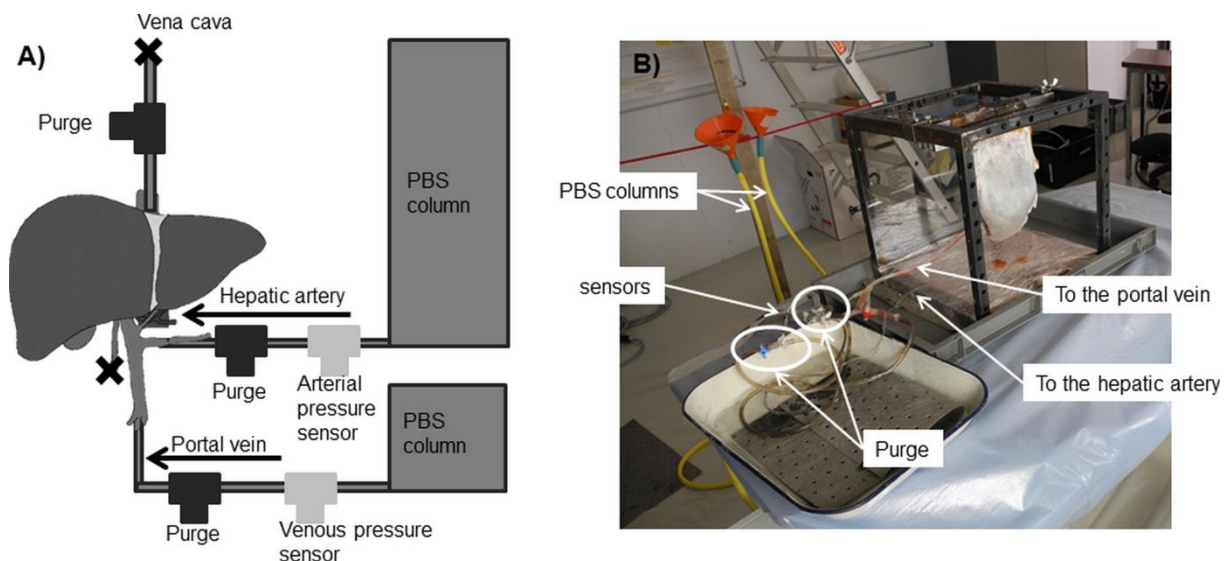 A)
Vena cava
Purge
PBS
column
Hepatic artery
Purge
Arterial
pressure
sensor
PBS
column
Portal vein
Purge
Venous pressure
sensor
B)
PBS columns
sensors
To the portal vein
To the hepatic artery
Purge